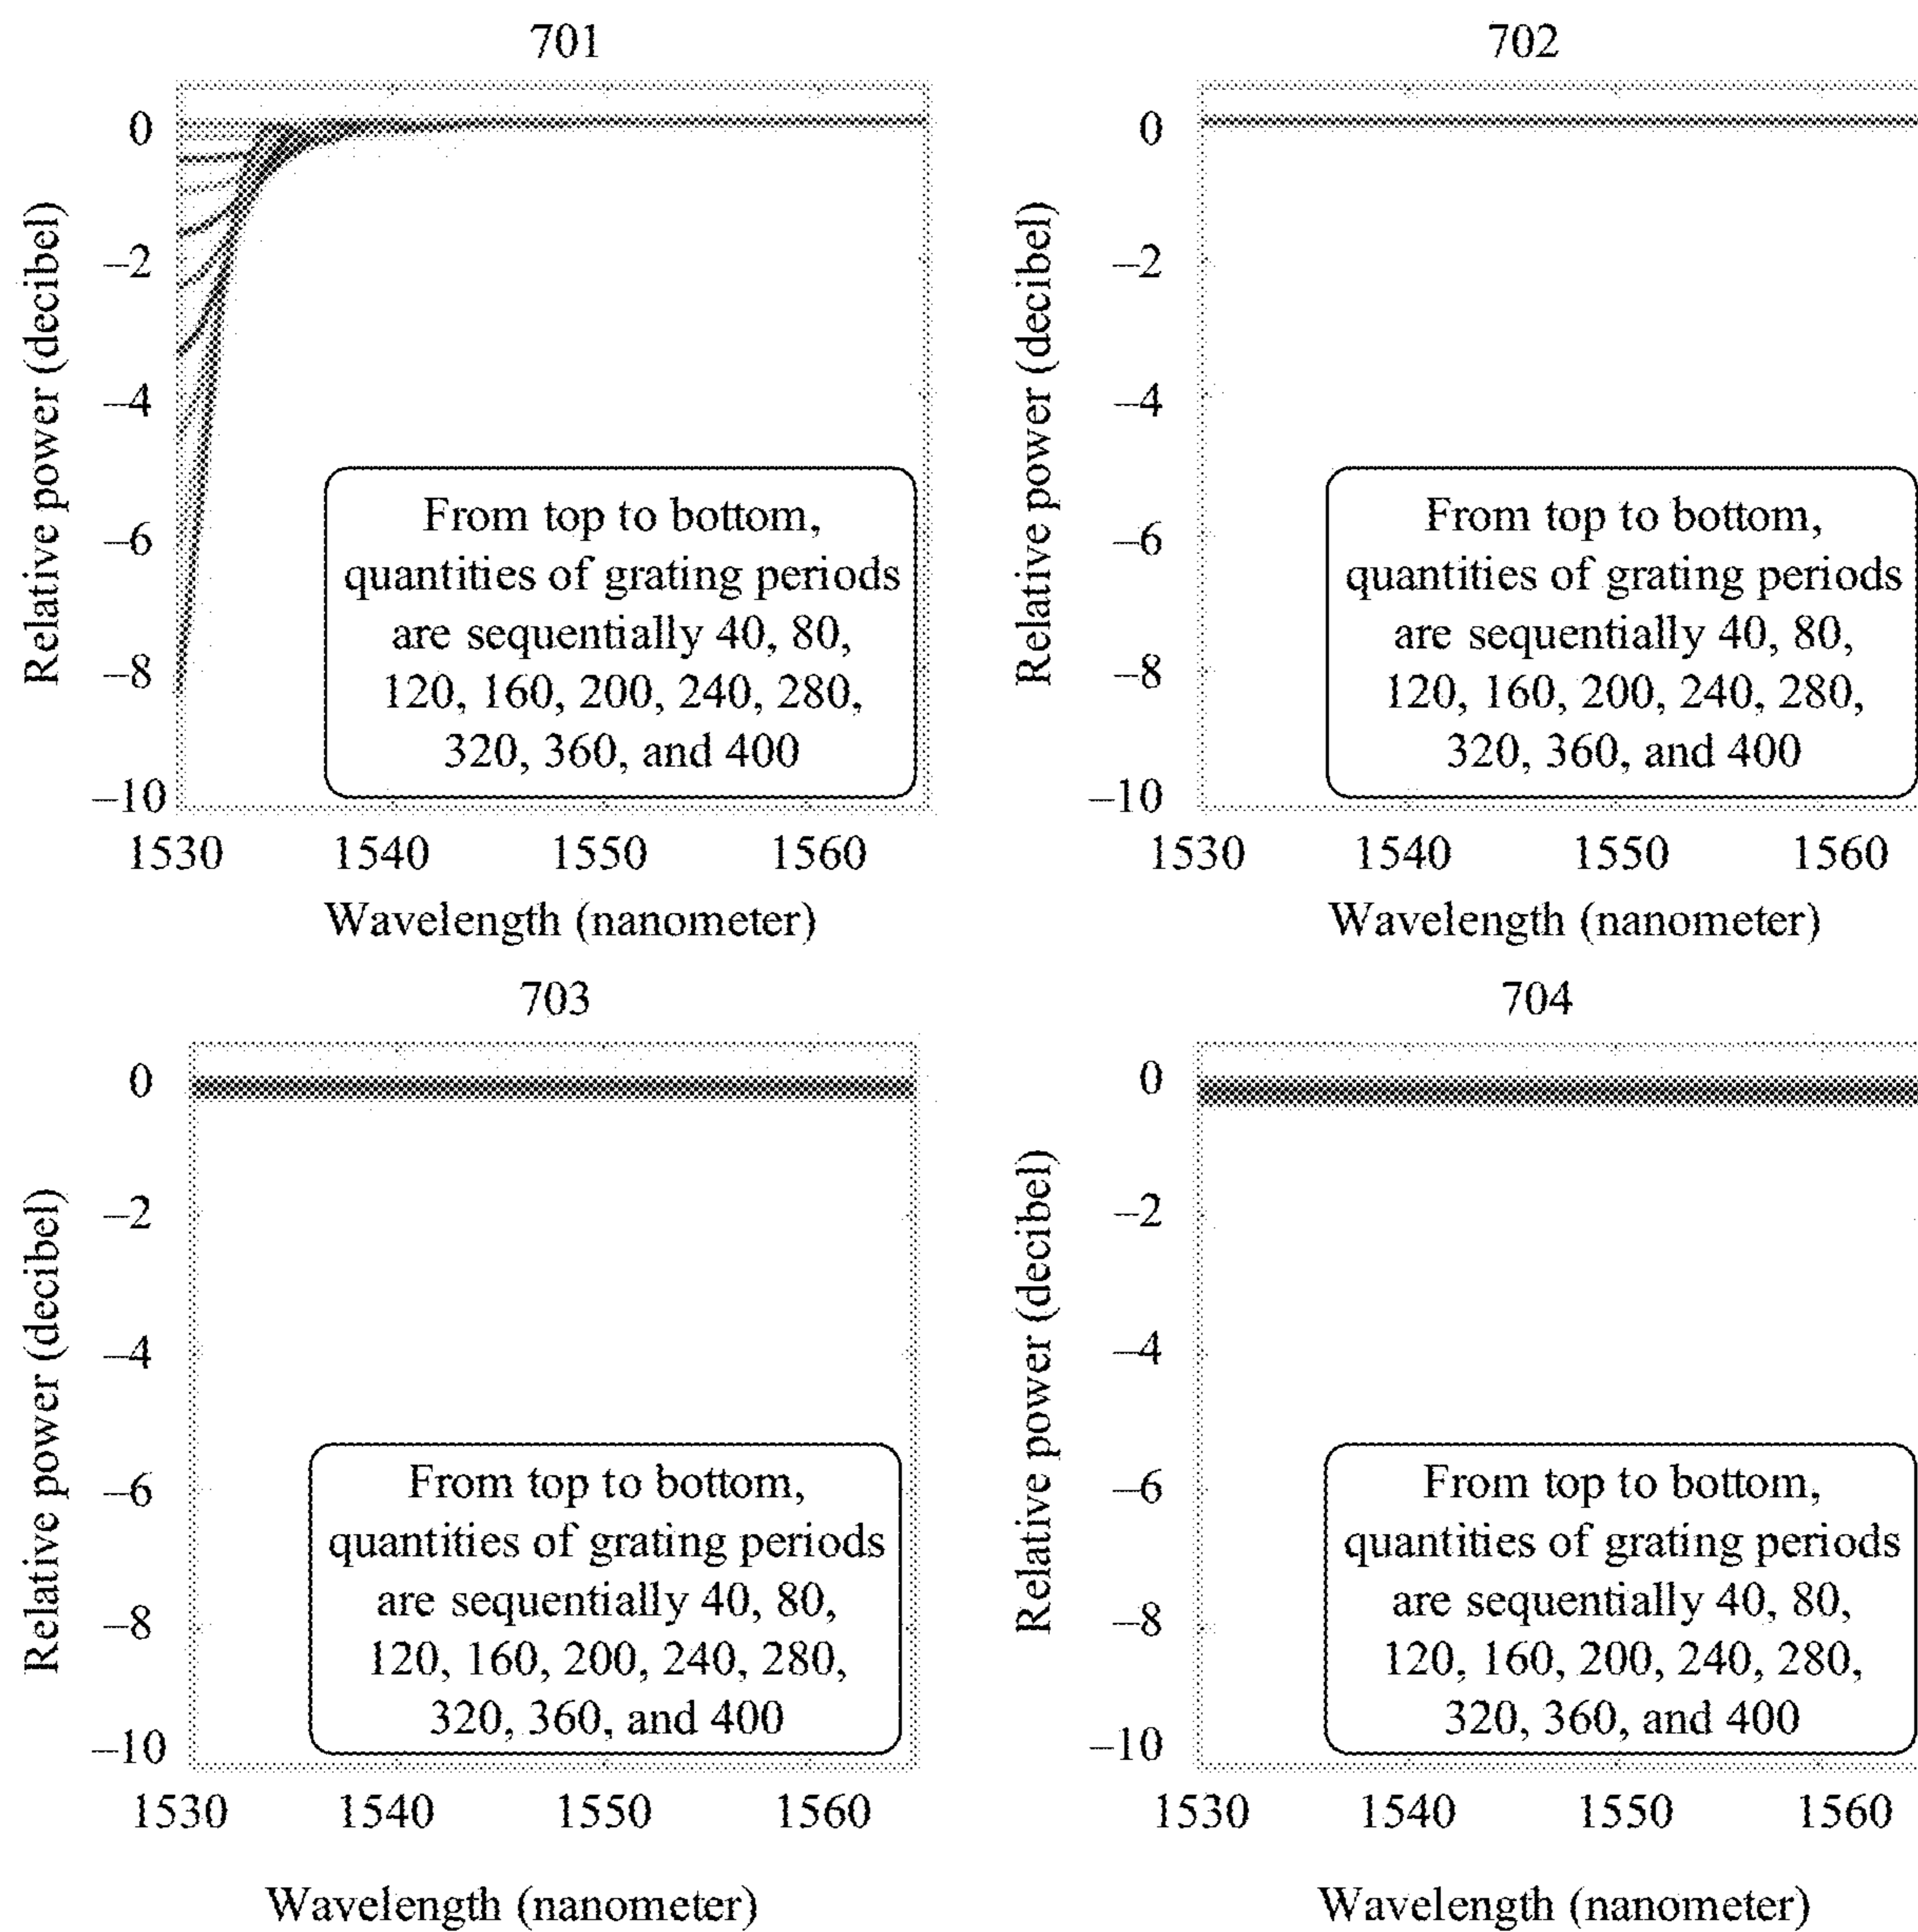 701
Relative power (decibel)
0
–2
–4
–6
–8
–10
From top to bottom,
quantities of grating periods
are sequentially 40, 80,
120, 160, 200, 240, 280,
320, 360, and 400
1530 1540 1550 1560
Wavelength (nanometer)
702
Relative power (decibel)
0
–2
–4
–6
–8
–10
From top to bottom,
quantities of grating periods
are sequentially 40, 80,
120, 160, 200, 240, 280,
320, 360, and 400
1530 1540 1550 1560
Wavelength (nanometer)
703
Relative power (decibel)
0
–2
–4
–6
–8
–10
From top to bottom,
quantities of grating periods
are sequentially 40, 80,
120, 160, 200, 240, 280,
320, 360, and 400
1530 1540 1550 1560
Wavelength (nanometer)
704
Relative power (decibel)
0
–2
–4
–6
–8
–10
From top to bottom,
quantities of grating periods
are sequentially 40, 80,
120, 160, 200, 240, 280,
320, 360, and 400
1530 1540 1550 1560
Wavelength (nanometer)